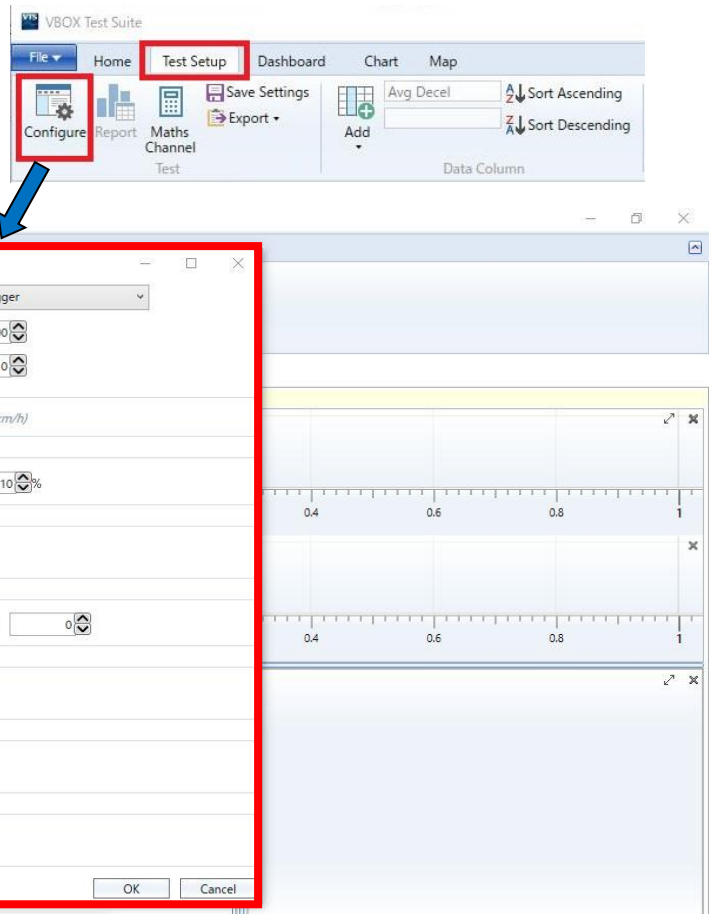 VTS VBOX Test Suite
File Home Test Setup Dashboard Chart Map
Configure Report Maths Channel Save Settings Export Add Avg Decel Sort Ascending Sort Descending
Test Data Column
km/h)
10 %
0
0.4 0.6 0.8 1
0.4 0.6 0.8 1
OK Cancel